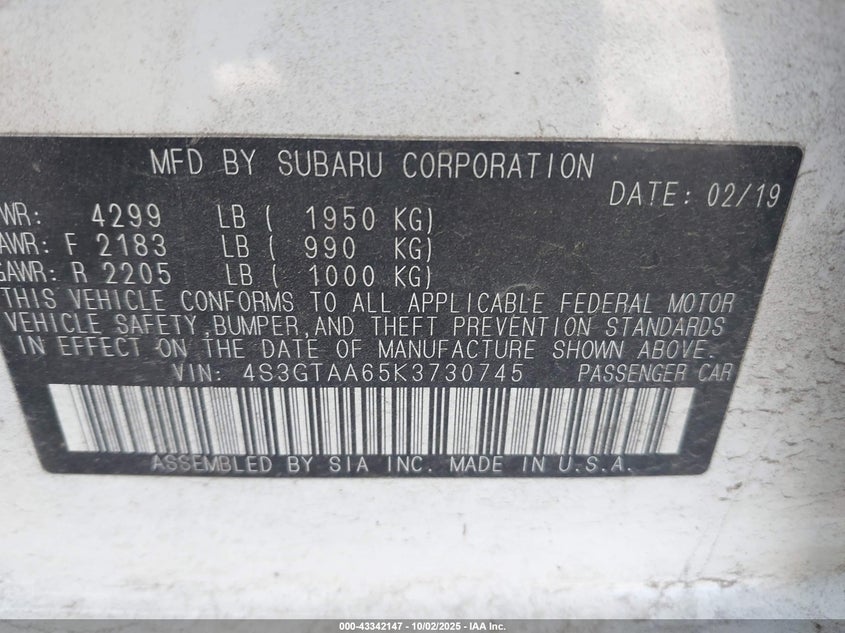 MFD BY SUBARU CORPORATION
DATE: 02/19
WR: 4299 LB ( 1950 KG)
AWR: F 2183 LB ( 990 KG)
GAWR: R 2205 LB ( 1000 KG)
THIS VEHICLE CONFORMS TO ALL APPLICABLE FEDERAL MOTOR
VEHICLE SAFETY,BUMPER,AND THEFT PREVENTION STANDARDS
IN EFFECT ON THE DATE OF MANUFACTURE SHOWN ABOVE.
VIN: 4S3GTAA65K3730745 PASSENGER CAR
ASSEMBLED BY SIA INC. MADE IN U.S.A.
000-43342147 - 10/02/2025 - IAA Inc.